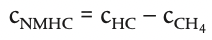 c_NMHC = c_HC − c_CH₄